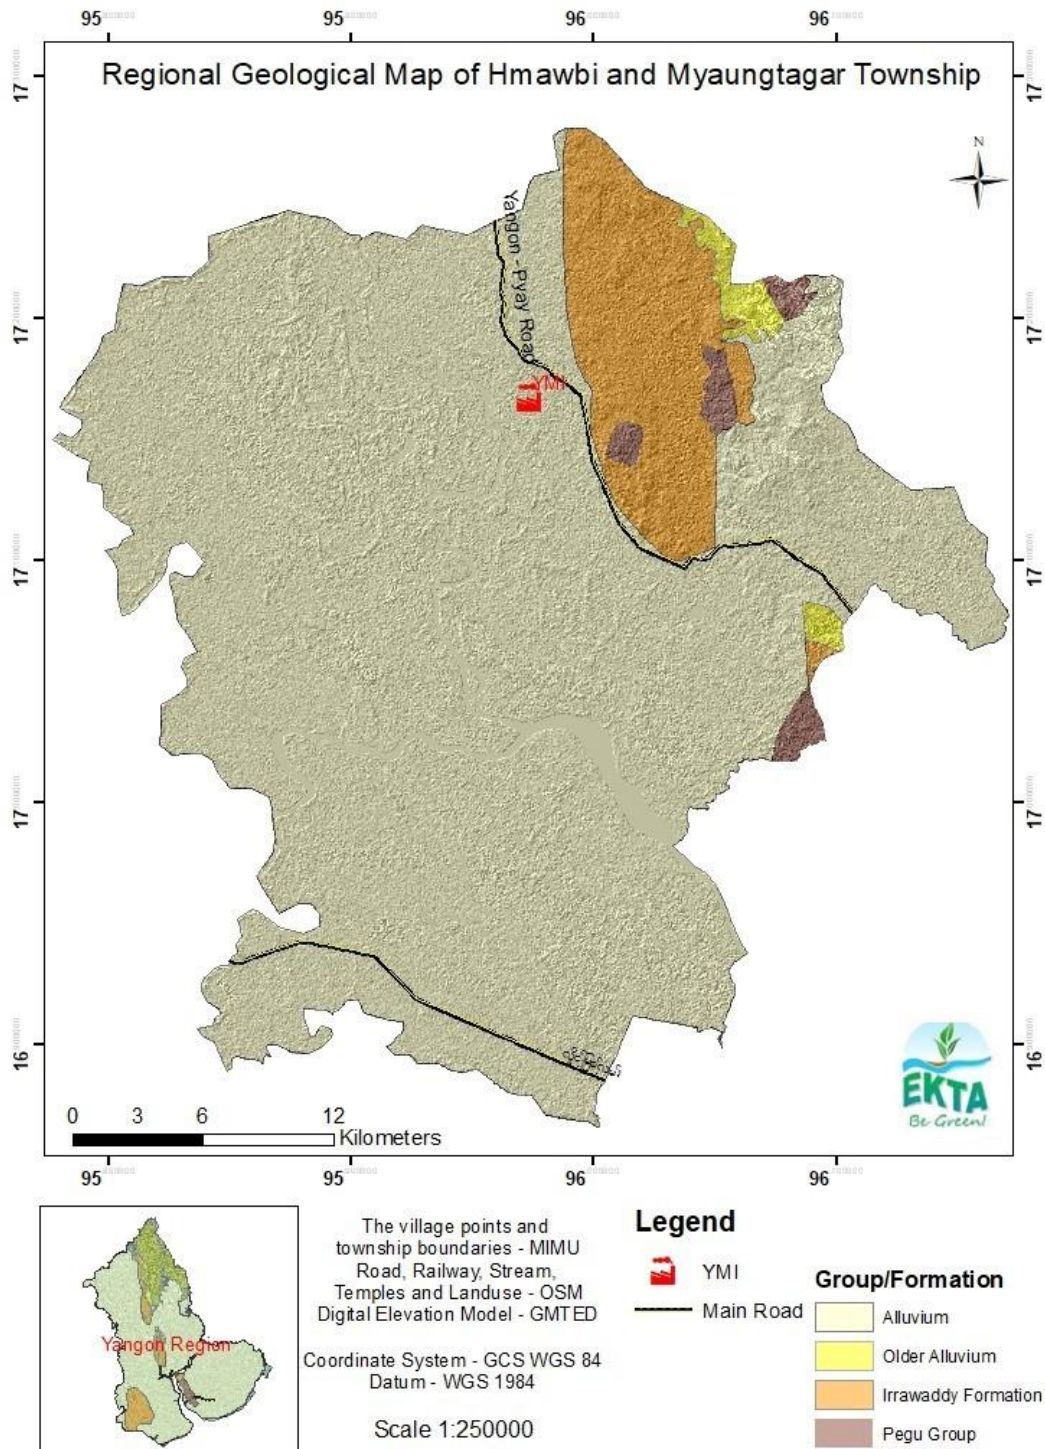 95 95 96 96
Regional Geological Map of Hmawbi and Myaungtagar Township
N
17 17
17 17
17 17
17 17
16 16
Yangon - Pyay Road
YMI
EKTA
Be Green!
0 3 6 12
Kilometers
95 95 96 96
Yangon Region
The village points and
township boundaries - MIMU
Road, Railway, Stream,
Temples and Landuse - OSM
Digital Elevation Model - GMTED
Coordinate System - GCS WGS 84
Datum - WGS 1984
Scale 1:250000
Legend
YMI
Main Road
Group/Formation
Alluvium
Older Alluvium
Irrawaddy Formation
Pegu Group